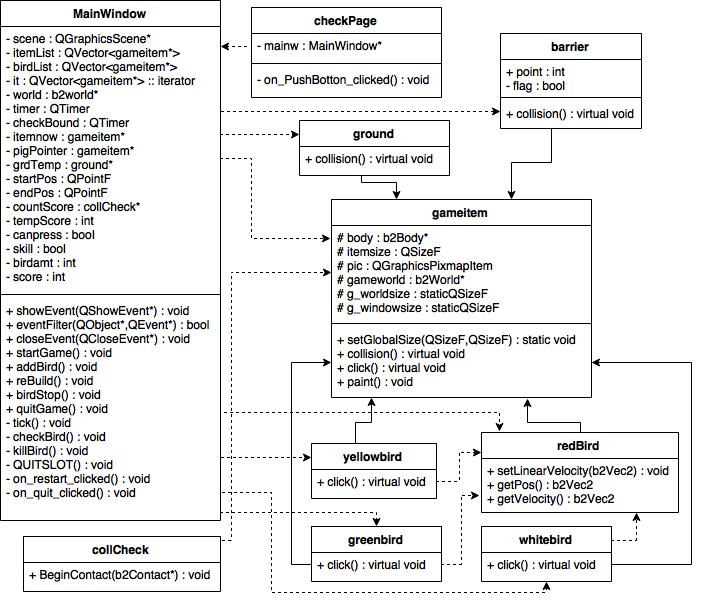 MainWindow
- scene : QGraphicsScene*
- itemList : QVector<gameitem*>
- birdList : QVector<gameitem*>
- it : QVector<gameitem*> :: iterator
- world : b2world*
- timer : QTimer
- checkBound : QTimer
- itemnow : gameitem*
- pigPointer : gameitem*
- grdTemp : ground*
- startPos : QPointF
- endPos : QPointF
- countScore : collCheck*
- tempScore : int
- canpress : bool
- skill : bool
- birdamt : int
- score : int
+ showEvent(QShowEvent*) : void
+ eventFilter(QObject*,QEvent*) : bool
+ closeEvent(QCloseEvent*) : void
+ startGame() : void
+ addBird() : void
+ reBuild() : void
+ birdStop() : void
+ quitGame() : void
- tick() : void
- checkBird() : void
- killBird() : void
- QUITSLOT() : void
- on_restart_clicked() : void
- on_quit_clicked() : void
checkPage
- mainw : MainWindow*
- on_PushBotton_clicked() : void
barrier
+ point : int
- flag : bool
+ collision() : virtual void
ground
+ collision() : virtual void
gameitem
# body : b2Body*
# itemsize : QSizeF
# pic : QGraphicsPixmapItem
# gameworld : b2World*
# g_worldsize : staticQSizeF
# g_windowsize : staticQSizeF
+ setGlobalSize(QSizeF,QSizeF) : static void
+ collision() : virtual void
+ click() : virtual void
+ paint() : void
yellowbird
+ click() : virtual void
redBird
+ setLinearVelocity(b2Vec2) : void
+ getPos() : b2Vec2
+ getVelocity() : b2Vec2
collCheck
+ BeginContact(b2Contact*) : void
greenbird
+ click() : virtual void
whitebird
+ click() : virtual void